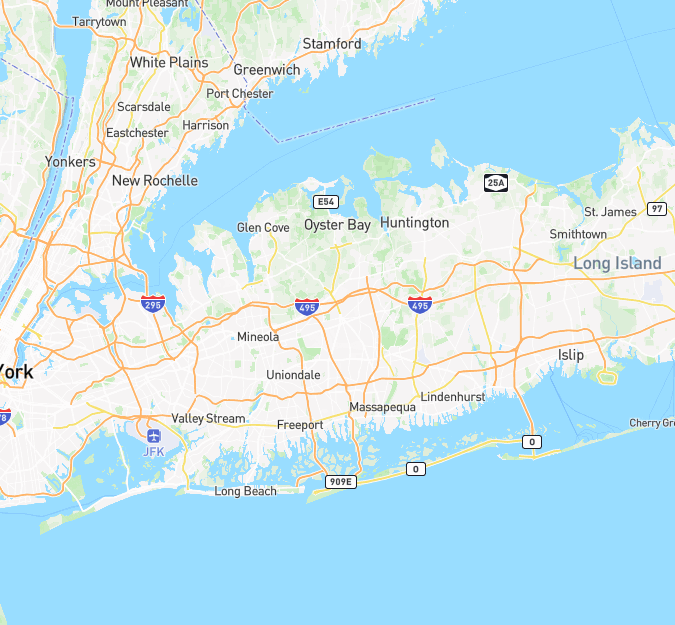 Mount Pleasant
Tarrytown
Stamford
White Plains
Greenwich
Port Chester
Scarsdale
Harrison
Eastchester
Yonkers
New Rochelle
25A
E54
97
St. James
Glen Cove
Oyster Bay
Huntington
Smithtown
Long Island
295
495
495
Mineola
Islip
York
Uniondale
Lindenhurst
Massapequa
78
Valley Stream
Freeport
Cherry Gro
JFK
0
0
909E
Long Beach